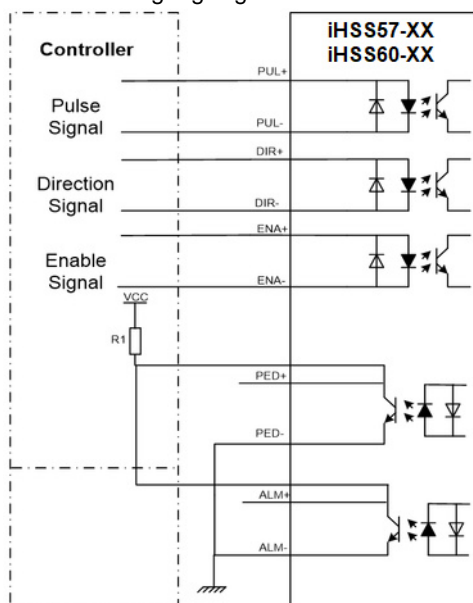 iHSS57-XX
iHSS60-XX
Controller
PUL+
Pulse
Signal
PUL-
DIR+
Direction
Signal
DIR-
ENA+
Enable
Signal
ENA-
VCC
R1
PED+
PED-
ALM+
ALM-